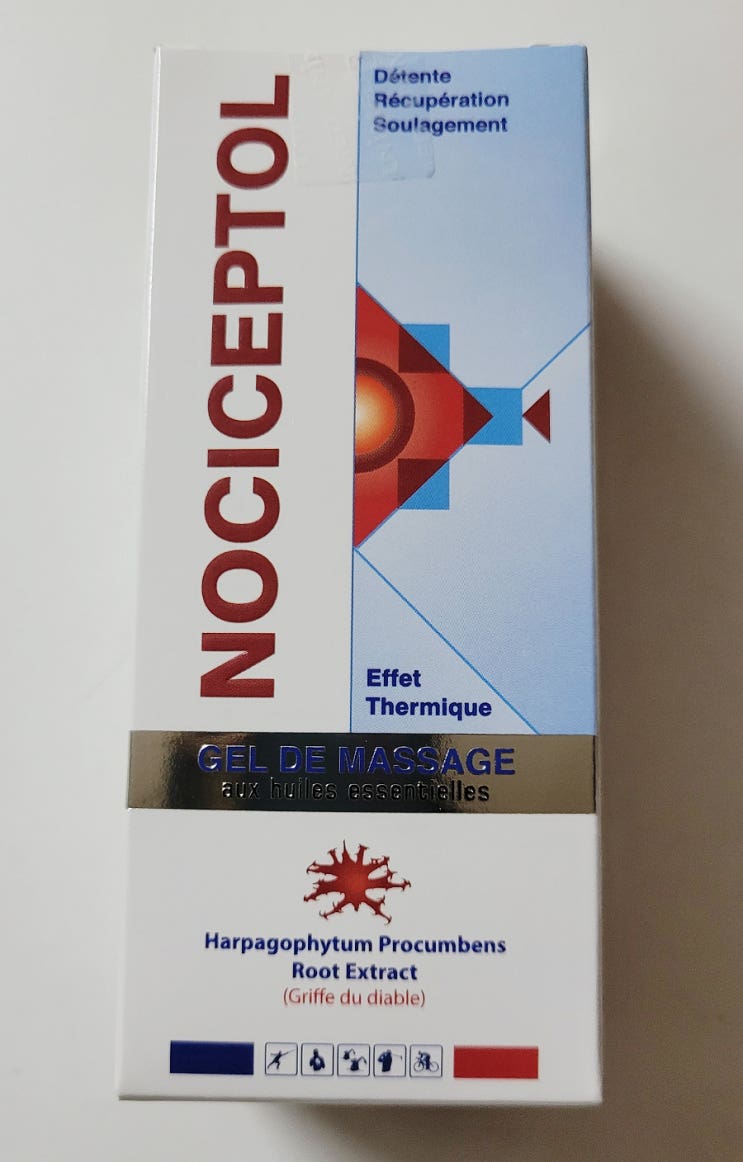 NOCICEPTOL
Détente
Récupération
Soulagement
Effet
Thermique
GEL DE MASSAGE
aux huiles essentielles
Harpagophytum Procumbens
Root Extract
(Griffe du diable)